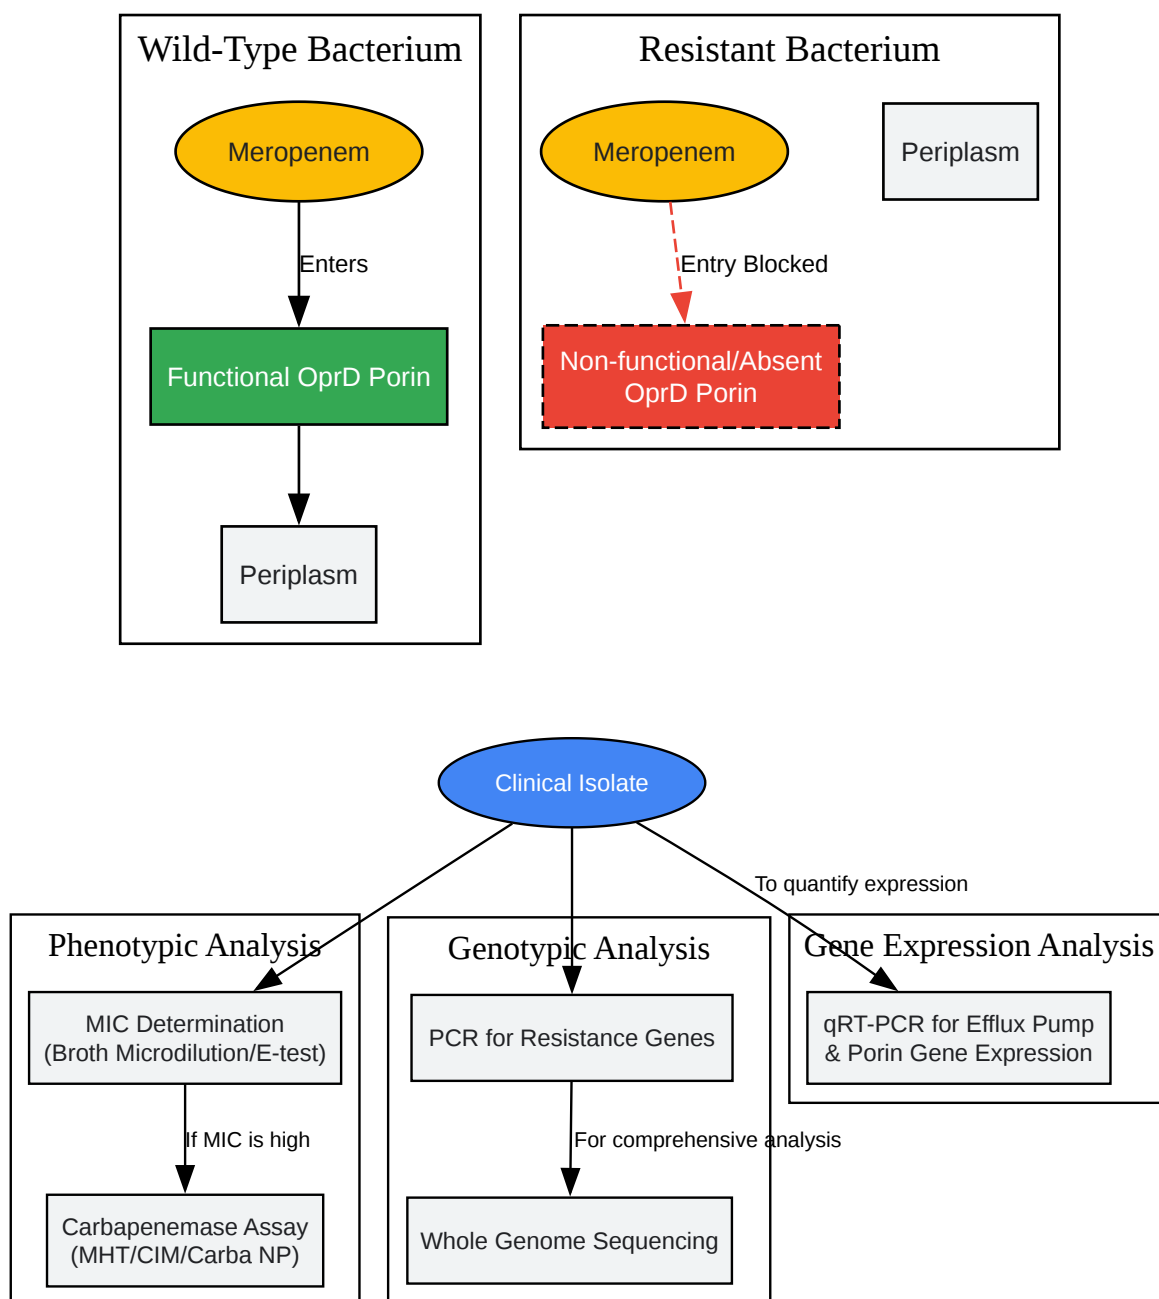 Wild-Type Bacterium
Meropenem
Enters
Functional OprD Porin
Periplasm
Resistant Bacterium
Meropenem
Periplasm
Entry Blocked
Non-functional/Absent
OprD Porin
Clinical Isolate
To quantify expression
Phenotypic Analysis
MIC Determination
(Broth Microdilution/E-test)
If MIC is high
Carbapenemase Assay
(MHT/CIM/Carba NP)
Genotypic Analysis
PCR for Resistance Genes
For comprehensive analysis
Whole Genome Sequencing
Gene Expression Analysis
qRT-PCR for Efflux Pump
& Porin Gene Expression